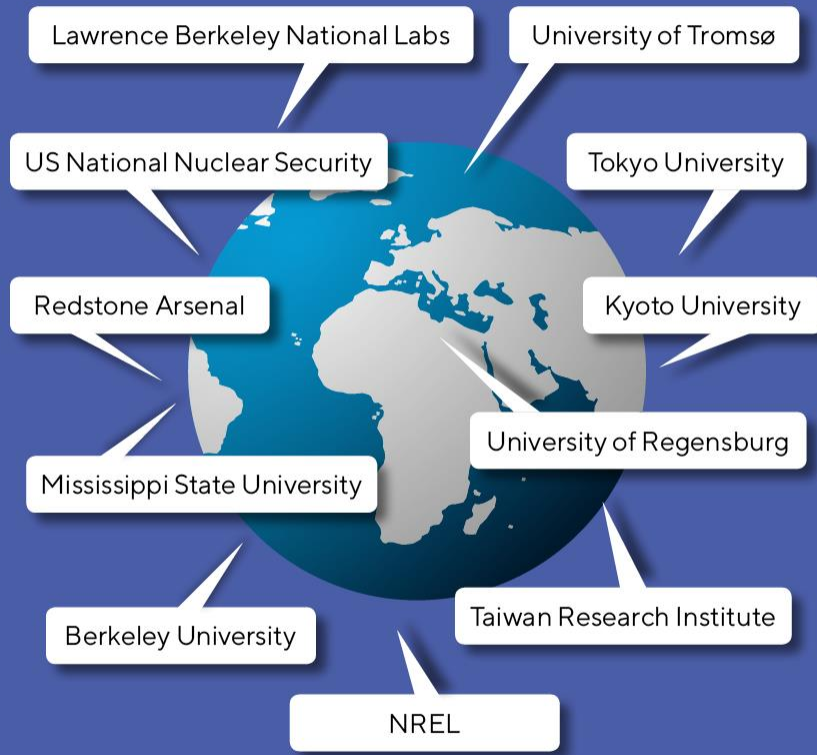 Lawrence Berkeley National Labs
University of Tromsø
US National Nuclear Security
Tokyo University
Redstone Arsenal
Kyoto University
University of Regensburg
Mississippi State University
Taiwan Research Institute
Berkeley University
NREL